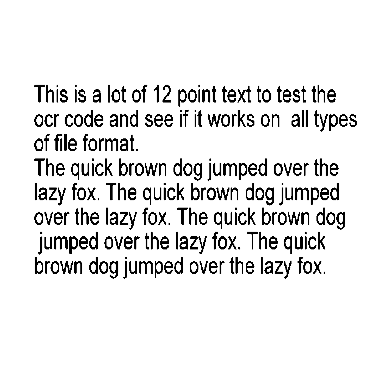 This is a lot of 12 point text to test the
ocr code and see if it works on  all types
of file format.
The quick brown dog jumped over the
lazy fox. The quick brown dog jumped
over the lazy fox. The quick brown dog
jumped over the lazy fox. The quick
brown dog jumped over the lazy fox.